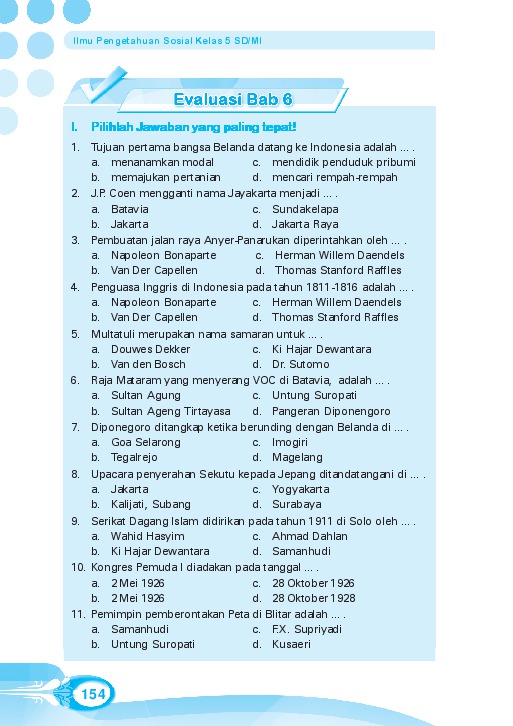 Ilmu Pengetahuan Sosial Kelas 5 SD/MI
Evaluasi Bab 6
I. Pilihlah Jawaban yang paling tepat!
1. Tujuan pertama bangsa Belanda datang ke Indonesia adalah ... .
a. menanamkan modal c. mendidik penduduk pribumi
b. memajukan pertanian d. mencari rempah-rempah
2. J.P. Coen mengganti nama Jayakarta menjadi ... .
a. Batavia c. Sundakelapa
b. Jakarta d. Jakarta Raya
3. Pembuatan jalan raya Anyer-Panarukan diperintahkan oleh ... .
a. Napoleon Bonaparte c. Herman Willem Daendels
b. Van Der Capellen d. Thomas Stanford Raffles
4. Penguasa Inggris di Indonesia pada tahun 1811-1816 adalah ... .
a. Napoleon Bonaparte c. Herman Willem Daendels
b. Van Der Capellen d. Thomas Stanford Raffles
5. Multatuli merupakan nama samaran untuk ... .
a. Douwes Dekker c. Ki Hajar Dewantara
b. Van den Bosch d. Dr. Sutomo
6. Raja Mataram yang menyerang VOC di Batavia, adalah ... .
a. Sultan Agung c. Untung Suropati
b. Sultan Ageng Tirtayasa d. Pangeran Diponengoro
7. Diponegoro ditangkap ketika berunding dengan Belanda di ... .
a. Goa Selarong c. Imogiri
b. Tegalrejo d. Magelang
8. Upacara penyerahan Sekutu kepada Jepang ditandatangani di ... .
a. Jakarta c. Yogyakarta
b. Kalijati, Subang d. Surabaya
9. Serikat Dagang Islam didirikan pada tahun 1911 di Solo oleh ... .
a. Wahid Hasyim c. Ahmad Dahlan
b. Ki Hajar Dewantara d. Samanhudi
10. Kongres Pemuda I diadakan pada tanggal ... .
a. 2 Mei 1926 c. 28 Oktober 1926
b. 2 Mei 1926 d. 28 Oktober 1928
11. Pemimpin pemberontakan Peta di Blitar adalah ... .
a. Samanhudi c. F.X. Supriyadi
b. Untung Suropati d. Kusaeri
154